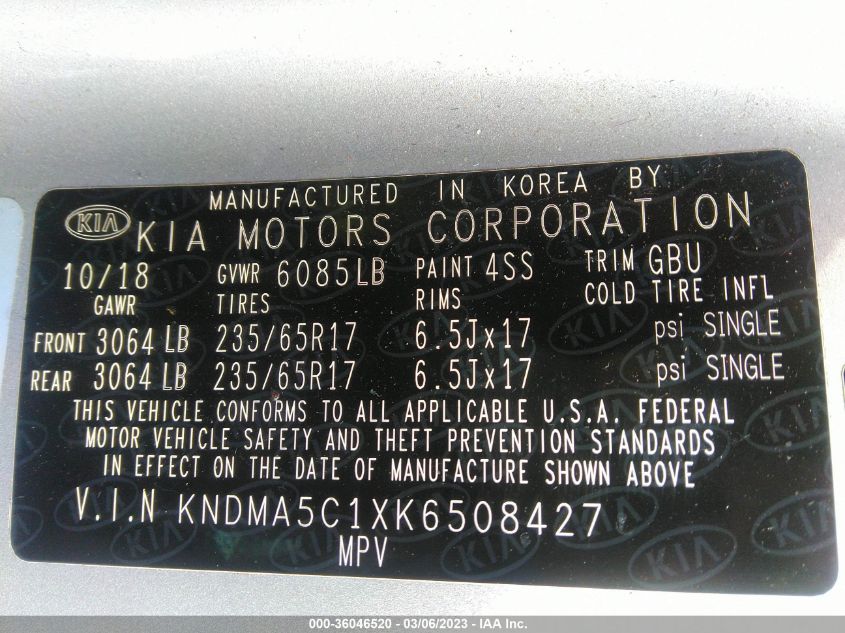 MANUFACTURED IN KOREA BY
KIA KIA MOTORS CORPORATION
10/18 GVWR 6085LB PAINT 4SS TRIM GBU
GAWR TIRES RIMS COLD TIRE INFL
FRONT 3064 LB 235/65R17 6.5Jx17 psi SINGLE
REAR 3064 LB 235/65R17 6.5Jx17 psi SINGLE
THIS VEHICLE CONFORMS TO ALL APPLICABLE U.S.A. FEDERAL
MOTOR VEHICLE SAFETY AND THEFT PREVENTION STANDARDS
IN EFFECT ON THE DATE OF MANUFACTURE SHOWN ABOVE
V.I.N KNDMA5C1XK6508427
MPV
000-36046520 - 03/06/2023 - IAA Inc.